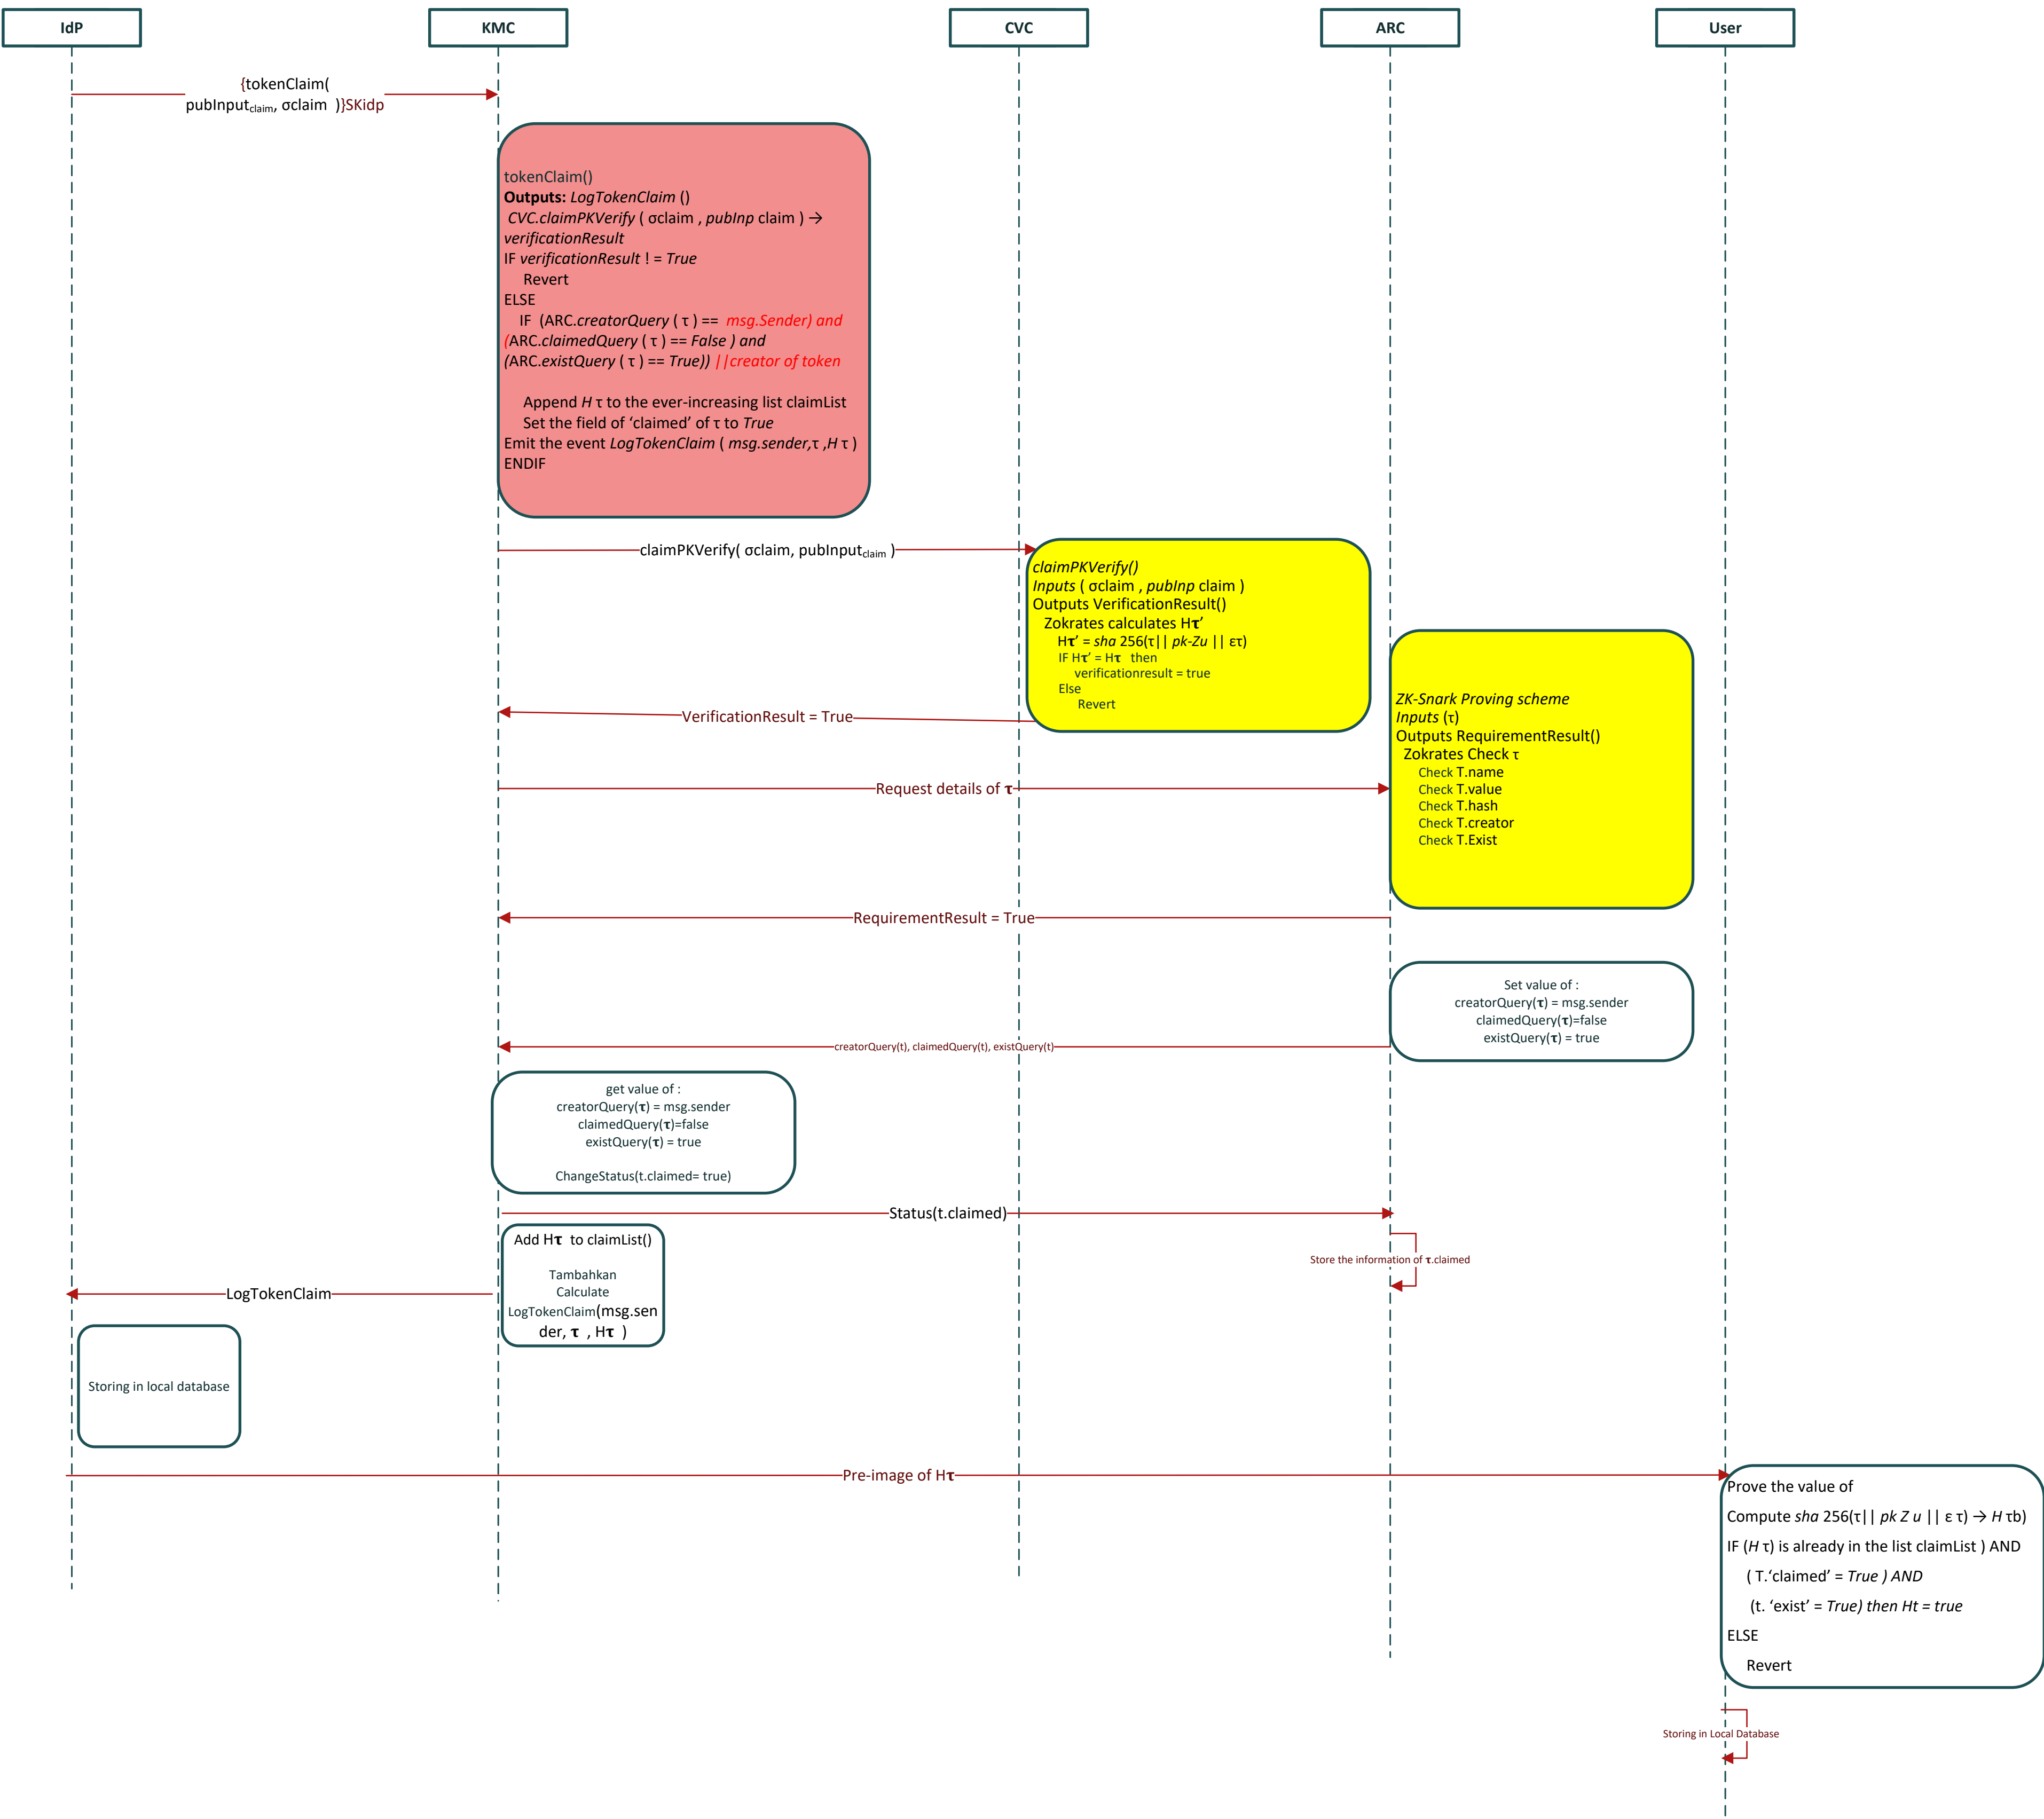 IdP
KMC
CVC
ARC
User
{tokenClaim(
pubInputclaim, σclaim )}SKidp
tokenClaim()
Outputs: LogTokenClaim ()
CVC.claimPKVerify ( σclaim , pubInp claim ) →
verificationResult
IF verificationResult ! = True
Revert
ELSE
IF (ARC.creatorQuery ( τ ) == msg.Sender) and
(ARC.claimedQuery ( τ ) == False ) and
(ARC.existQuery ( τ ) == True)) ||creator of token
Append H τ to the ever-increasing list claimList
Set the field of ‘claimed’ of τ to True
Emit the event LogTokenClaim ( msg.sender,τ ,H τ )
ENDIF
claimPKVerify( σclaim, pubInputclaim )
claimPKVerify()
Inputs ( σclaim , pubInp claim )
Outputs VerificationResult()
Zokrates calculates Hτ’
Hτ’ = sha 256(τ|| pk-Zu || ετ)
IF Hτ’ = Hτ then
verificationresult = true
Else
Revert
VerificationResult = True
ZK-Snark Proving scheme
Inputs (τ)
Outputs RequirementResult()
Zokrates Check τ
Check T.name
Check T.value
Check T.hash
Check T.creator
Check T.Exist
Request details of τ
RequirementResult = True
Set value of :
creatorQuery(τ) = msg.sender
claimedQuery(τ)=false
existQuery(τ) = true
creatorQuery(t), claimedQuery(t), existQuery(t)
get value of :
creatorQuery(τ) = msg.sender
claimedQuery(τ)=false
existQuery(τ) = true
ChangeStatus(t.claimed= true)
Status(t.claimed)
Add Hτ to claimList()
Tambahkan
Calculate
LogTokenClaim(msg.sen
der, τ , Hτ )
Store the information of τ.claimed
LogTokenClaim
Storing in local database
Pre-image of Hτ
Prove the value of
Compute sha 256(τ|| pk Z u || ε τ) → H τb)
IF (H τ) is already in the list claimList ) AND
( T.‘claimed’ = True ) AND
(t. ‘exist’ = True) then Ht = true
ELSE
Revert
Storing in Local Database